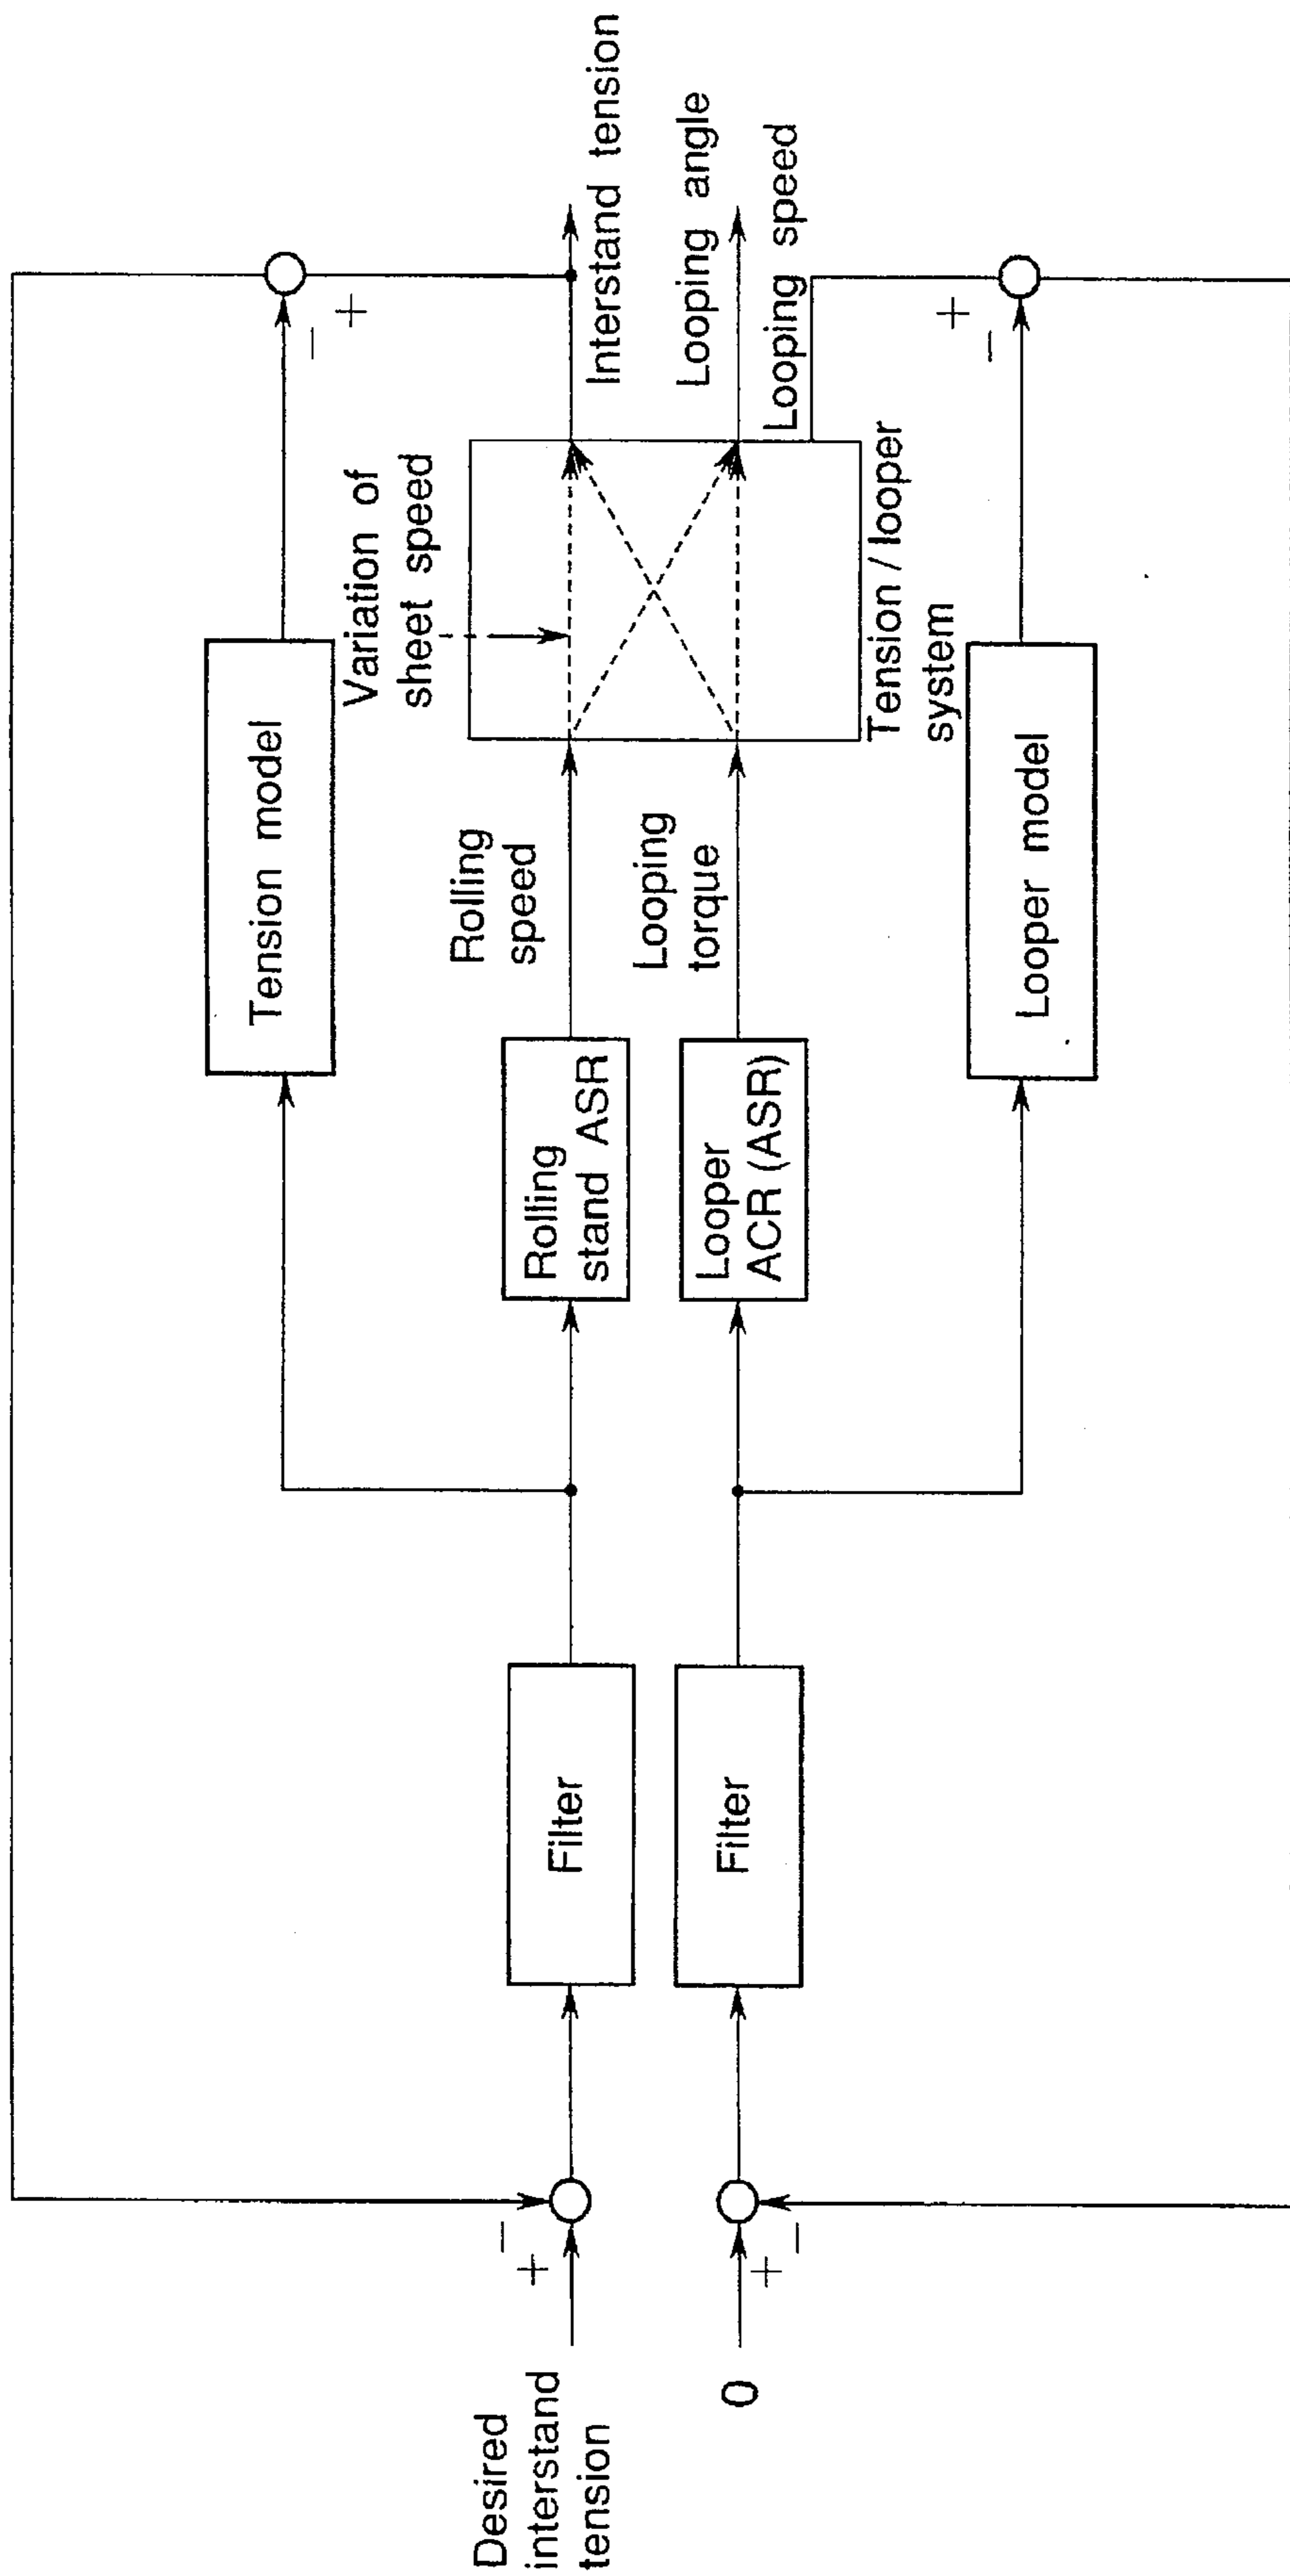 Tension model
Variation of
sheet speed
Desired
interstand
tension
−
+
Filter
Rolling
stand ASR
Rolling
speed
−
+
Interstand tension
0
+
−
Filter
Looper
ACR (ASR)
Looping
torque
Looping angle
Looping speed
Tension / looper
system
Looper model
+
−